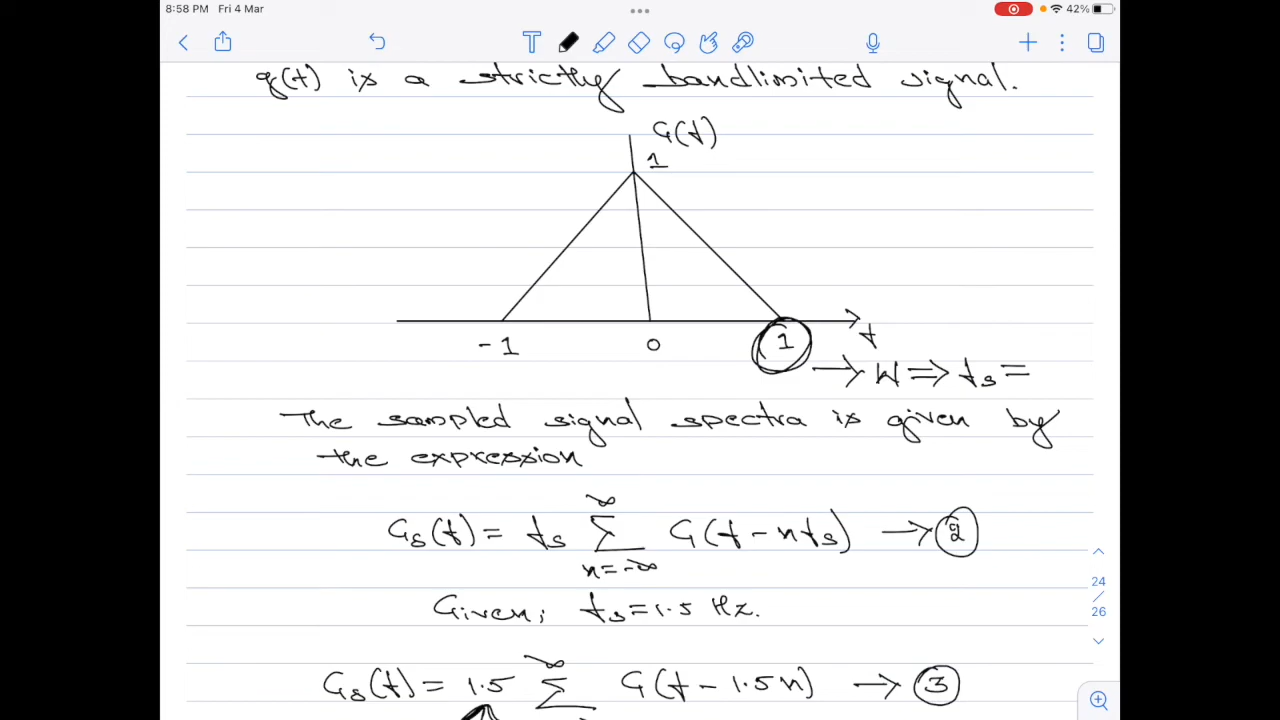 8:58 PM Fri 4 Mar
42%
g(t) is a strictly bandlimited signal.
G(f)
1
-1 0 1 f
→ W ⇒ fs =
The sampled signal spectra is given by
the expression
Gs(f) = fs ∑ G(f - nfs) → 2
∞
n = -∞
24
26
Given, fs = 1.5 Hz.
∞
Gs(f) = 1.5 ∑ G(f - 1.5n) → 3